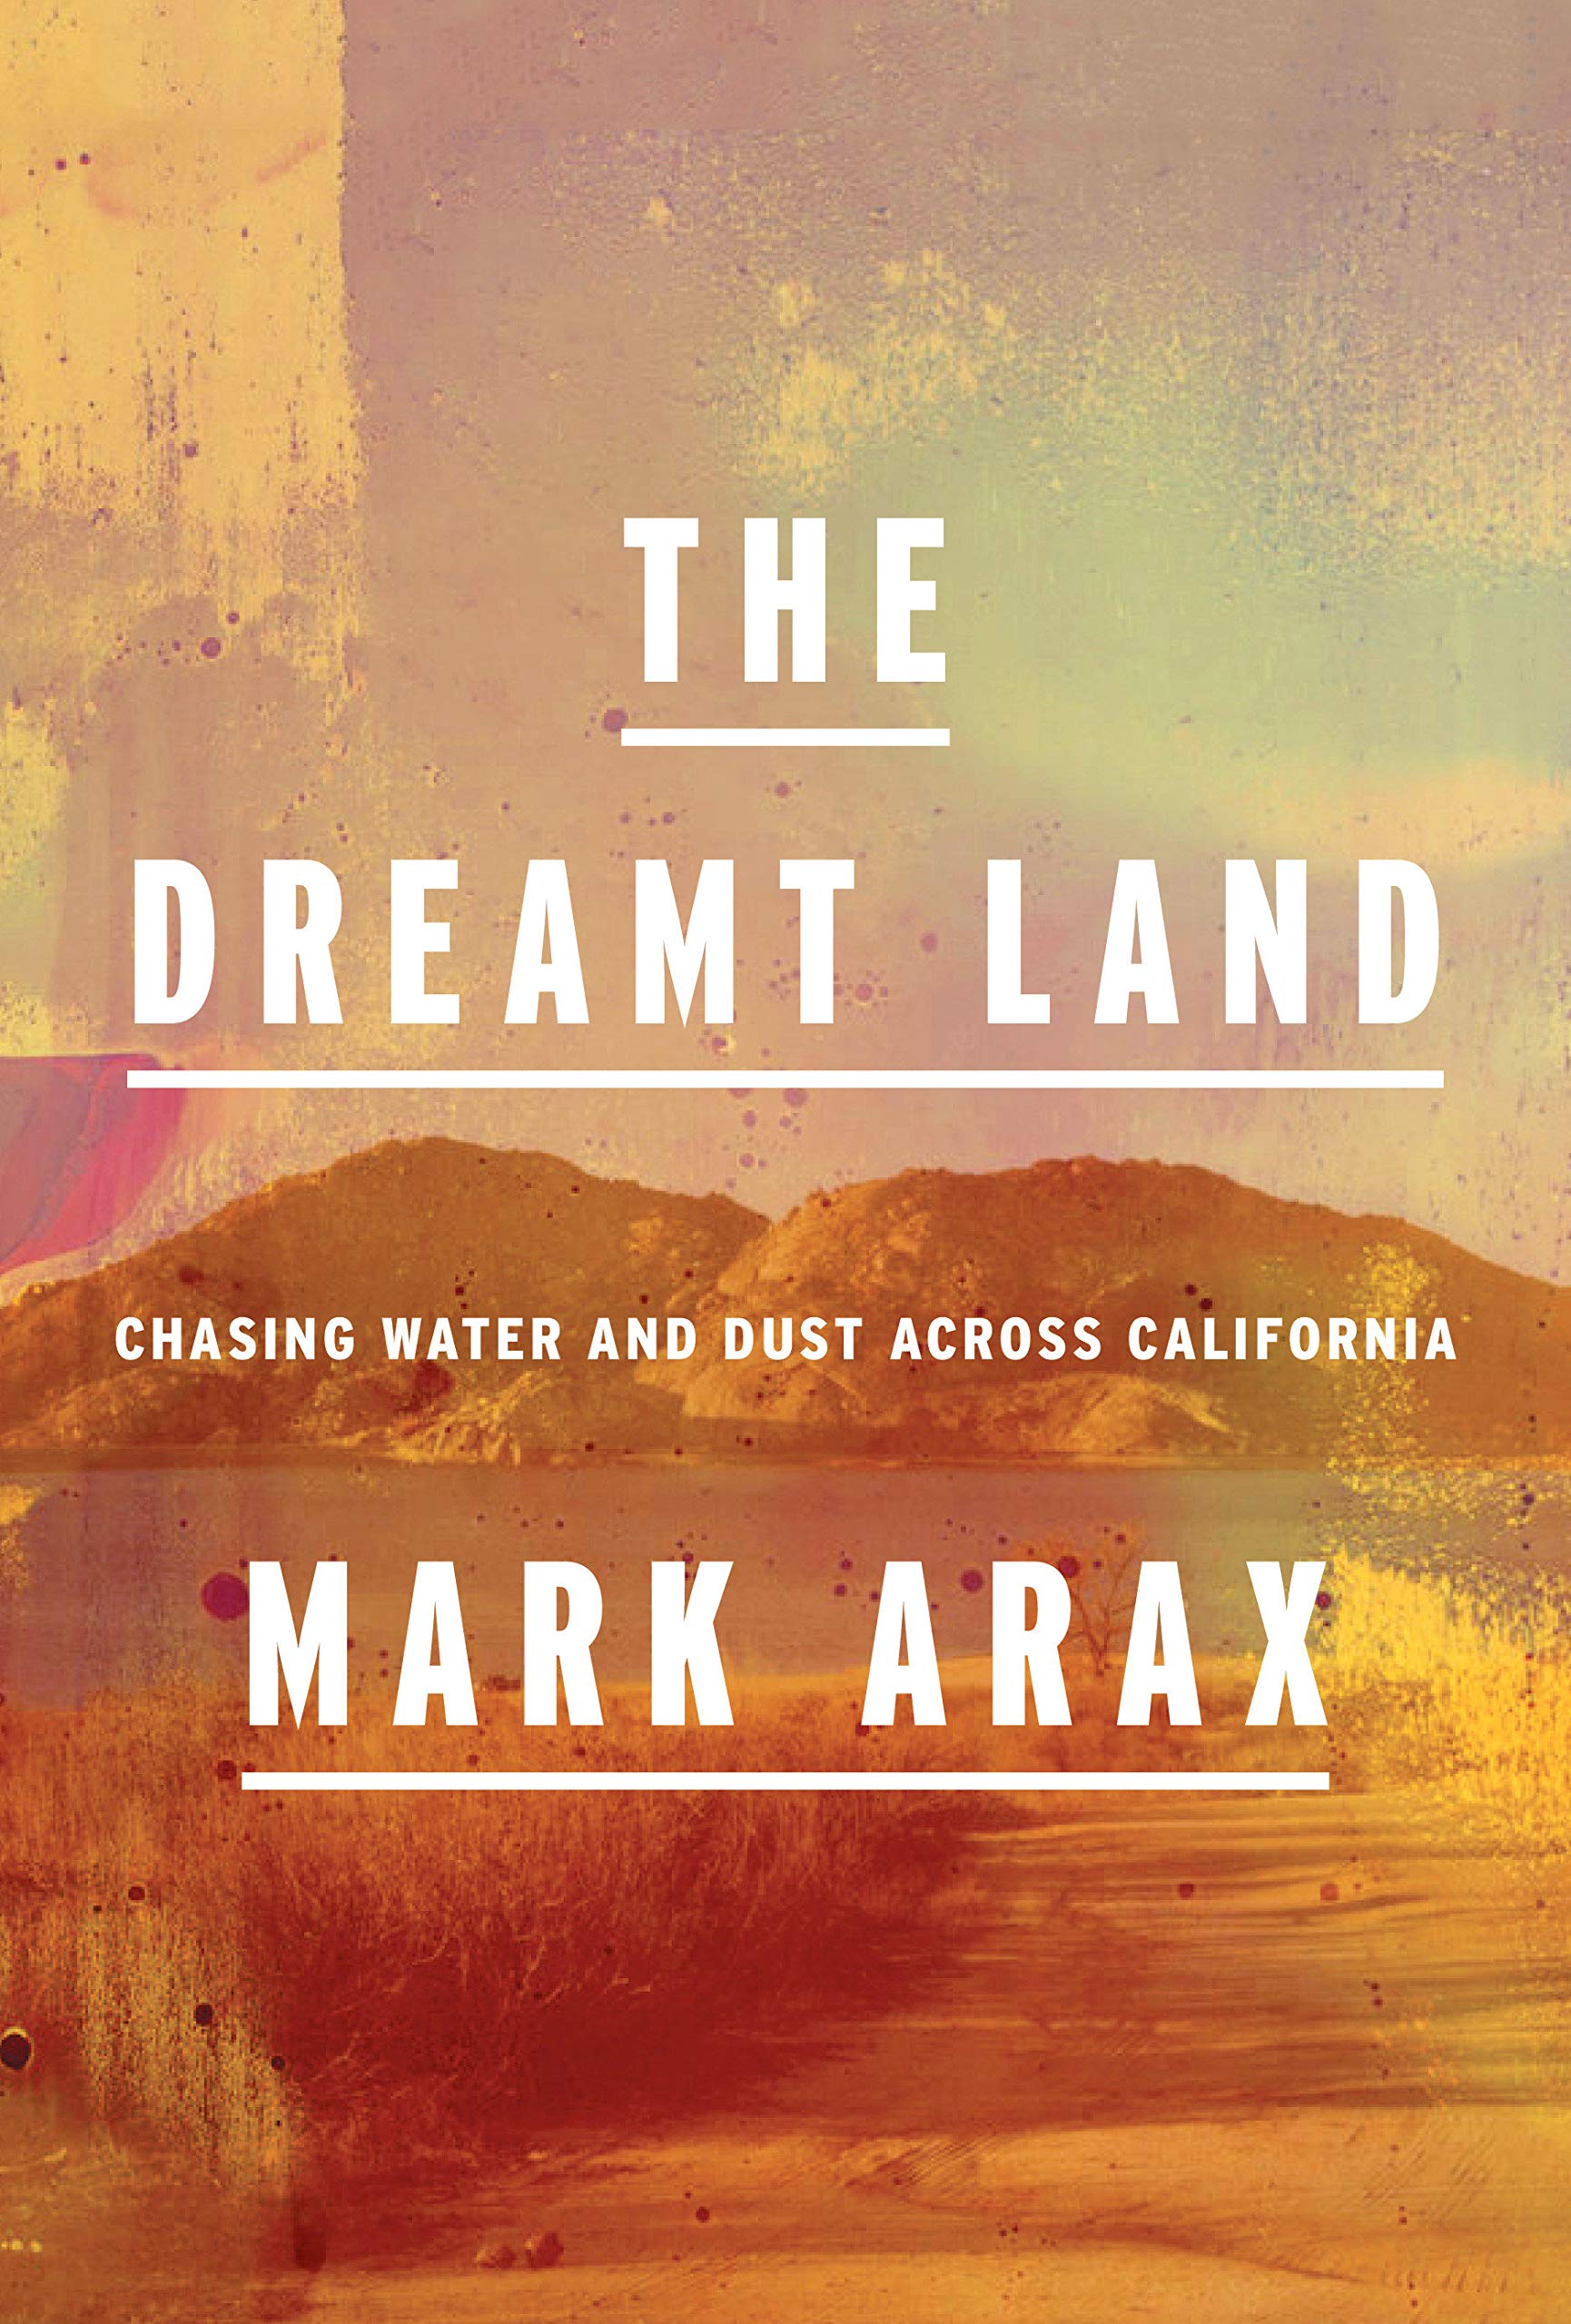 THE
DREAMT LAND
CHASING WATER AND DUST ACROSS CALIFORNIA
MARK ARAX